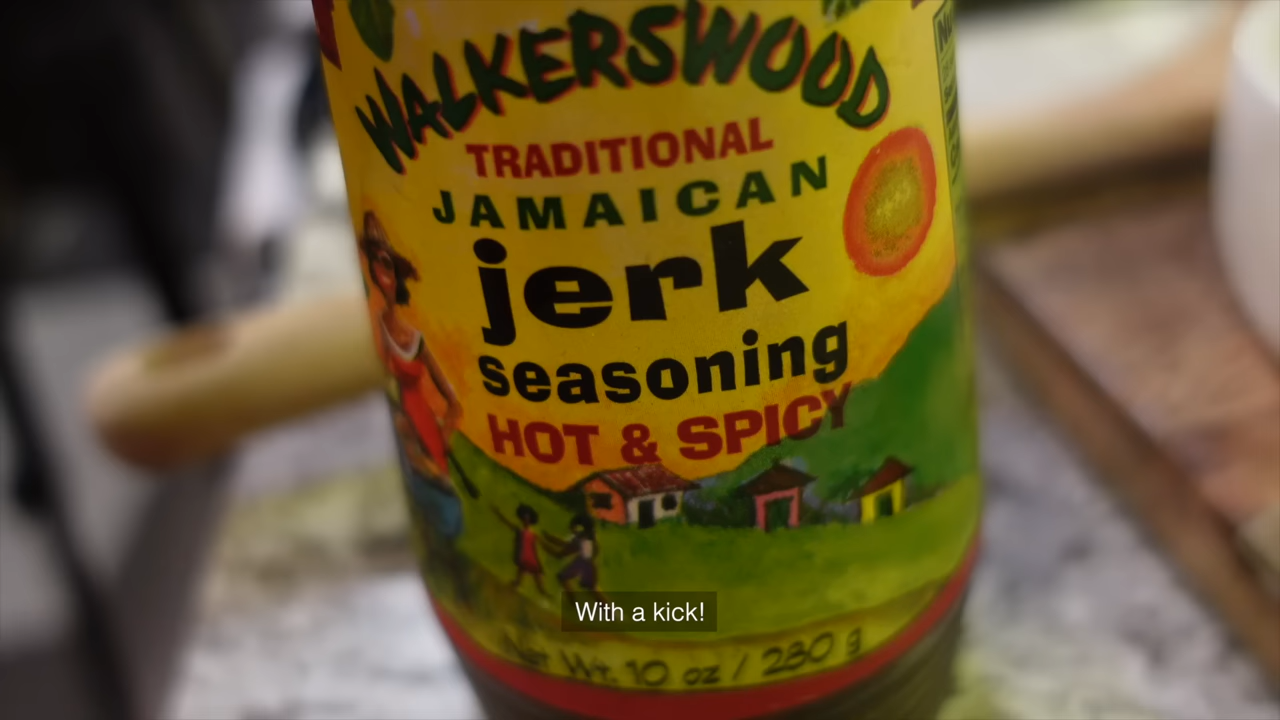 WALKERSWOOD
TRADITIONAL
JAMAICAN
jerk
seasoning
HOT & SPICY
With a kick!
Net Wt. 10 oz / 280 g